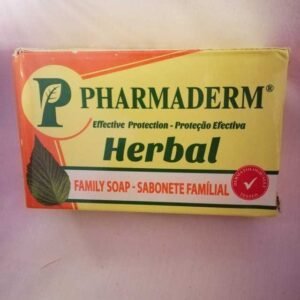 P PHARMADERM®
Effective Protection - Proteção Efectiva
Herbal
FAMILY SOAP - SABONETE FAMÍLIAL